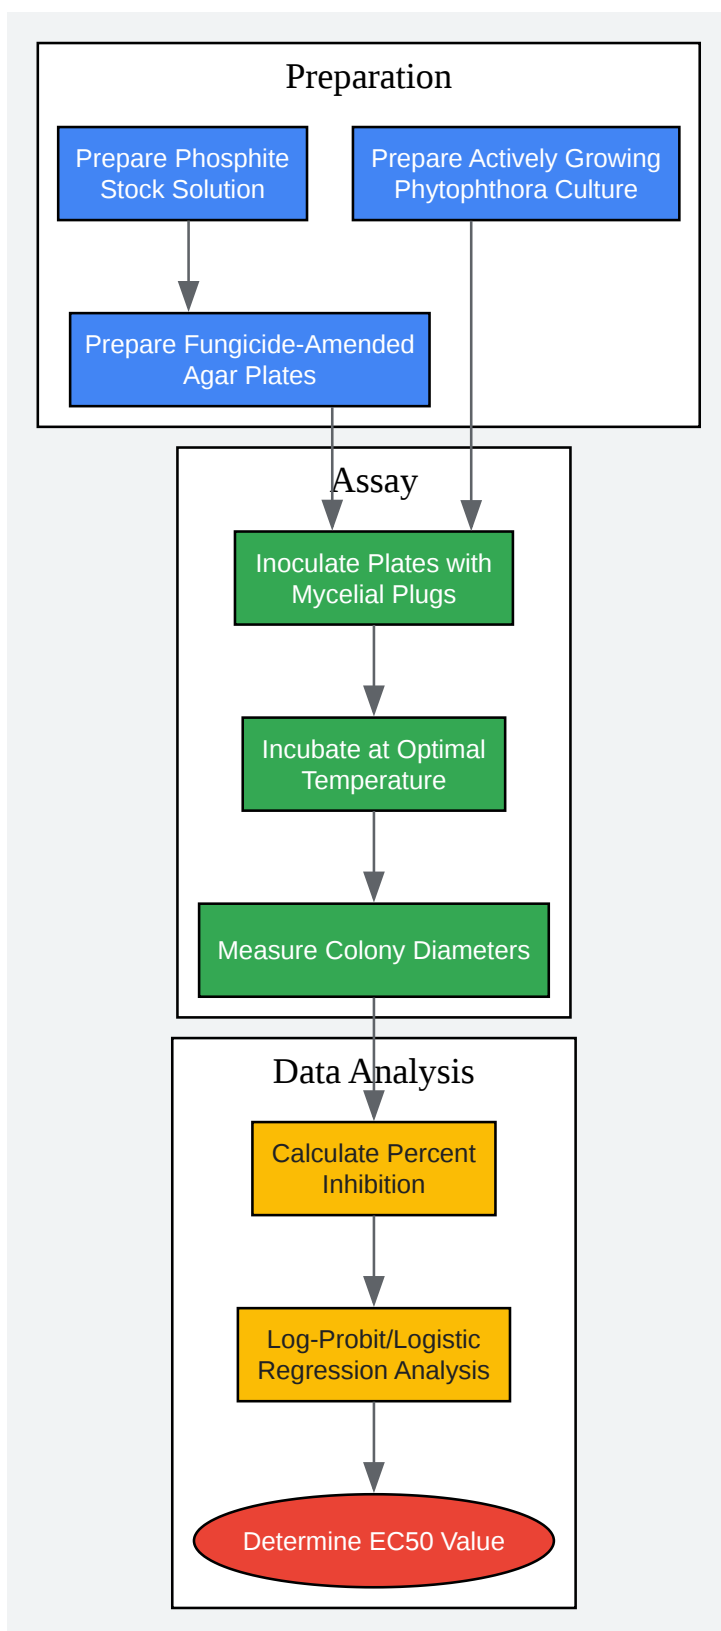 Preparation
Prepare Phosphite
Stock Solution
Prepare Actively Growing
Phytophthora Culture
Prepare Fungicide-Amended
Agar Plates
Assay
Inoculate Plates with
Mycelial Plugs
Incubate at Optimal
Temperature
Measure Colony Diameters
Data Analysis
Calculate Percent
Inhibition
Log-Probit/Logistic
Regression Analysis
Determine EC50 Value